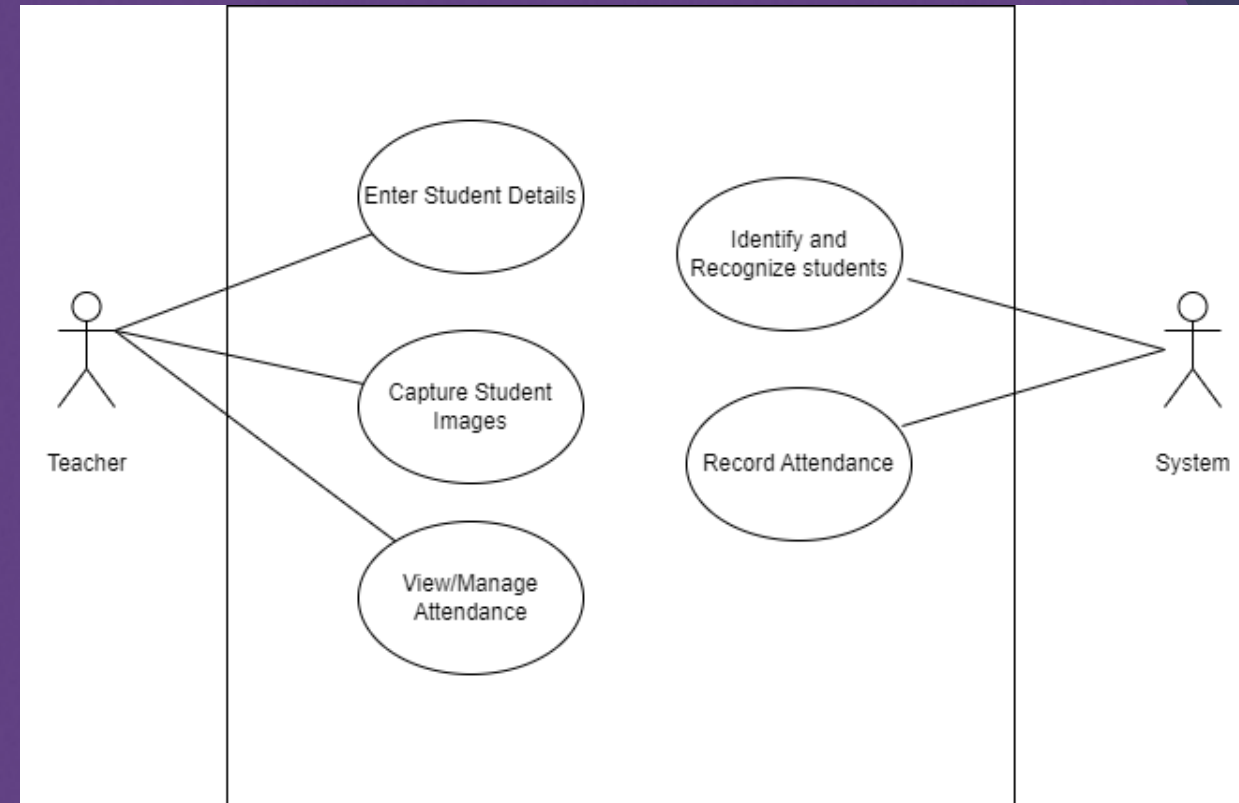 Enter Student Details
Identify and
Recognize students
Capture Student
Images
Teacher
Record Attendance
System
View/Manage
Attendance